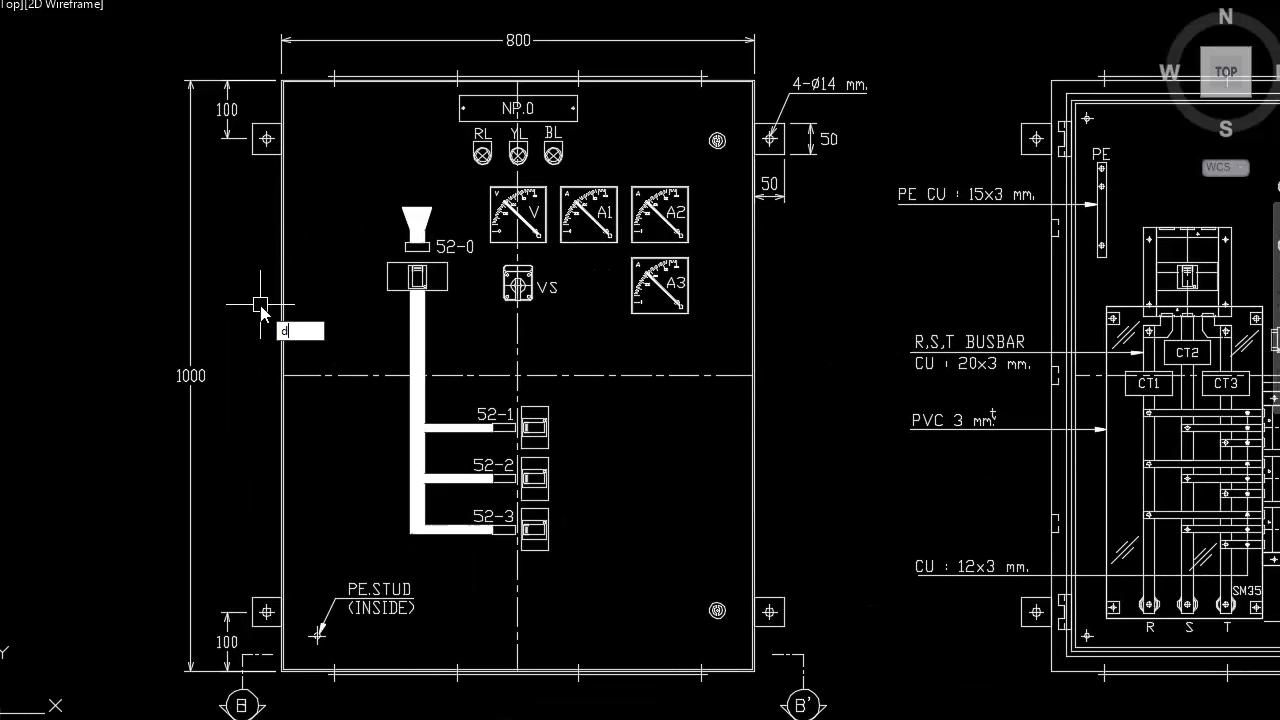 Top][2D Wireframe]
800
N
W
TOP
S
WCS
100
NP.0
4-Ø14 mm.
RL YL BL
50
50
PE
PE CU : 15x3 mm.
V
V
A
A1
A
A2
52-0
VS
A
A3
d
1000
R,S,T BUSBAR
CU : 20x3 mm.
CT2
CT1
CT3
PVC 3 mm.t
52-1
52-2
52-3
CU : 12x3 mm.
PE.STUD
(INSIDE)
SM35
R S T
100
Y
X
B
B'